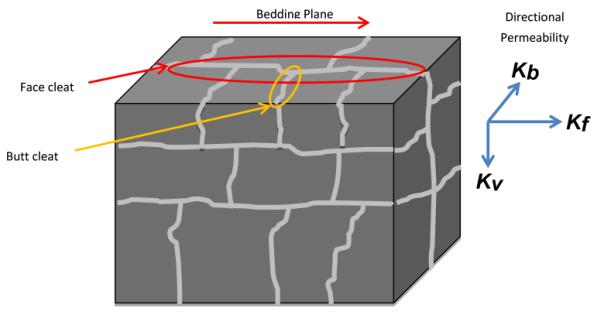 Bedding Plane
Directional
Permeability
Face cleat
Butt cleat
Kb
Kf
Kv